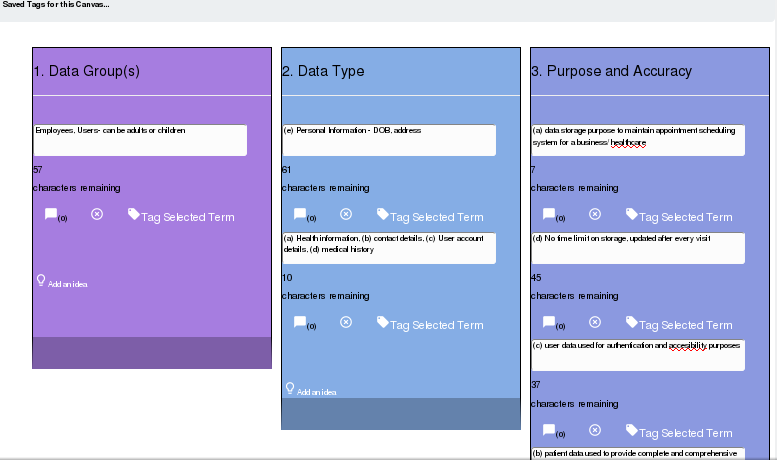 Saved Tags for this Canvas...
1. Data Group(s)
Employees, Users- can be adults or children
57
characters remaining
(0)
Tag Selected Term
Add an idea
2. Data Type
(e) Personal Information - DOB, address
61
characters remaining
(0)
Tag Selected Term
(a) Health information, (b) contact details, (c) User account
details, (d) medical history
10
characters remaining
(0)
Tag Selected Term
Add an idea
3. Purpose and Accuracy
(a) data storage purpose to maintain appointment scheduling
system for a business/ healthcare
7
characters remaining
(0)
Tag Selected Term
(d) No time limit on storage, updated after every visit
45
characters remaining
(0)
Tag Selected Term
(c) user data used for authentication and accesibility purposes
37
characters remaining
(0)
Tag Selected Term
(b) patient data used to provide complete and comprehensive